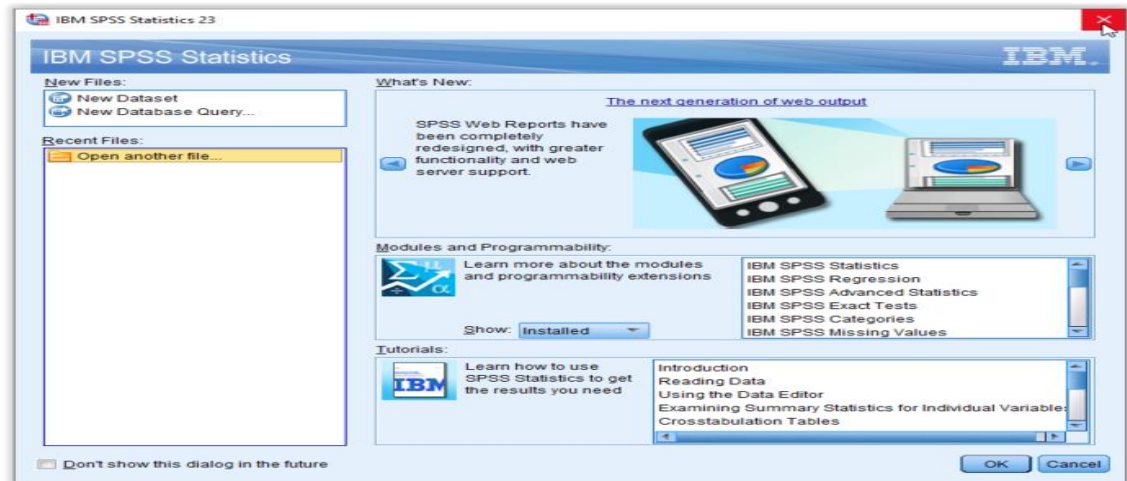 IBM SPSS Statistics 23
IBM SPSS Statistics
IBM.
New Files:
New Dataset
New Database Query...
Recent Files:
Open another file...
What's New:
The next generation of web output
SPSS Web Reports have
been completely
redesigned, with greater
functionality and web
server support.
Modules and Programmability:
Learn more about the modules
and programmability extensions
Show: Installed
IBM SPSS Statistics
IBM SPSS Regression
IBM SPSS Advanced Statistics
IBM SPSS Exact Tests
IBM SPSS Categories
IBM SPSS Missing Values
Tutorials:
IBM
Learn how to use
SPSS Statistics to get
the results you need
Introduction
Reading Data
Using the Data Editor
Examining Summary Statistics for Individual Variable
Crosstabulation Tables
Don't show this dialog in the future
OK
Cancel